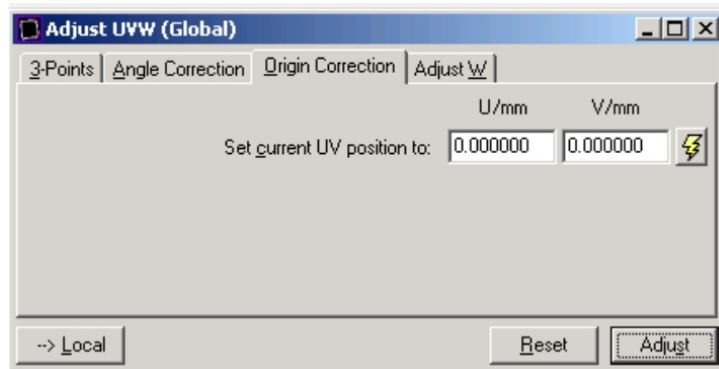 Adjust UVW (Global)
3-Points Angle Correction Origin Correction Adjust W
U/mm V/mm
Set current UV position to: 0.000000 0.000000
--> Local Reset Adjust